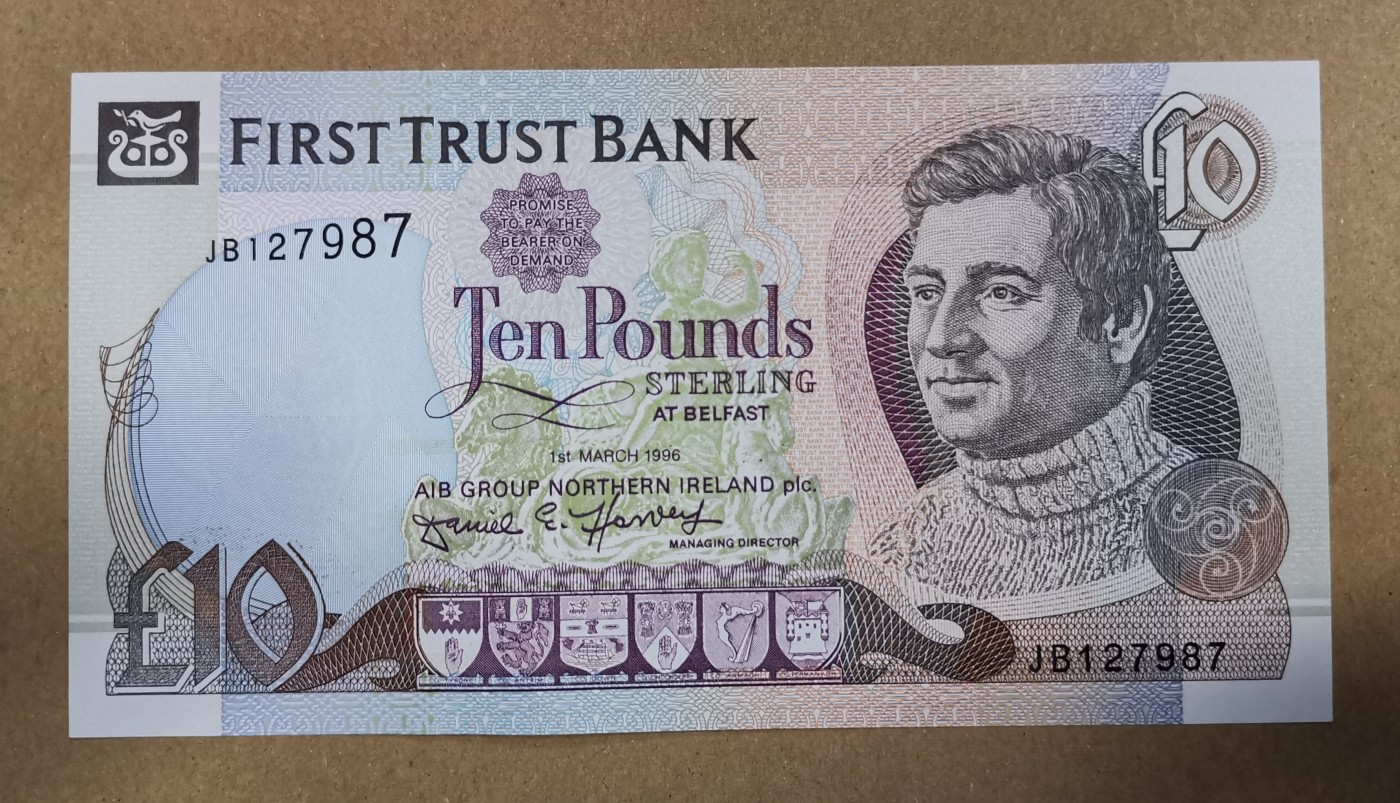 FIRST TRUST BANK
£10
JB127987
PROMISE
TO PAY THE
BEARER ON
DEMAND
Ten Pounds
STERLING
AT BELFAST
1st MARCH 1996
AIB GROUP NORTHERN IRELAND plc.
Daniel E. Harvey
MANAGING DIRECTOR
£10
JB127987